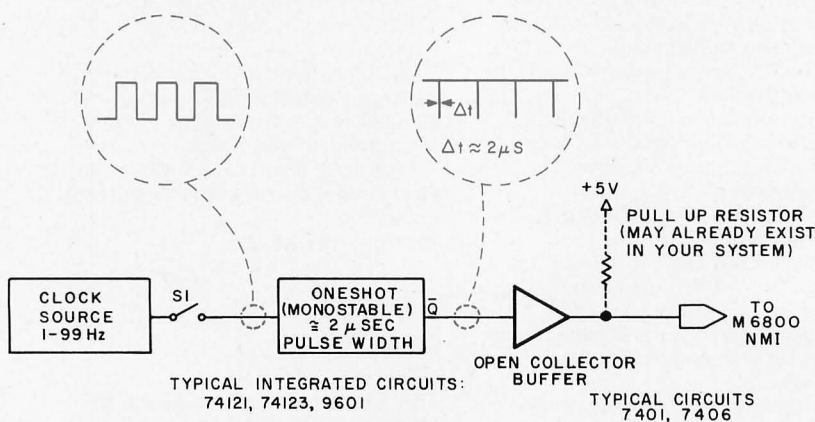 Δt
Δt ≈ 2μS
+5V
PULL UP RESISTOR
(MAY ALREADY EXIST
IN YOUR SYSTEM)
CLOCK
SOURCE
1-99 Hz
S1
ONESHOT
(MONOSTABLE)
≅ 2 μSEC
PULSE WIDTH
Q̅
TO
M6800
NMI
OPEN COLLECTOR
BUFFER
TYPICAL INTEGRATED CIRCUITS:
74121, 74123, 9601
TYPICAL CIRCUITS
7401, 7406